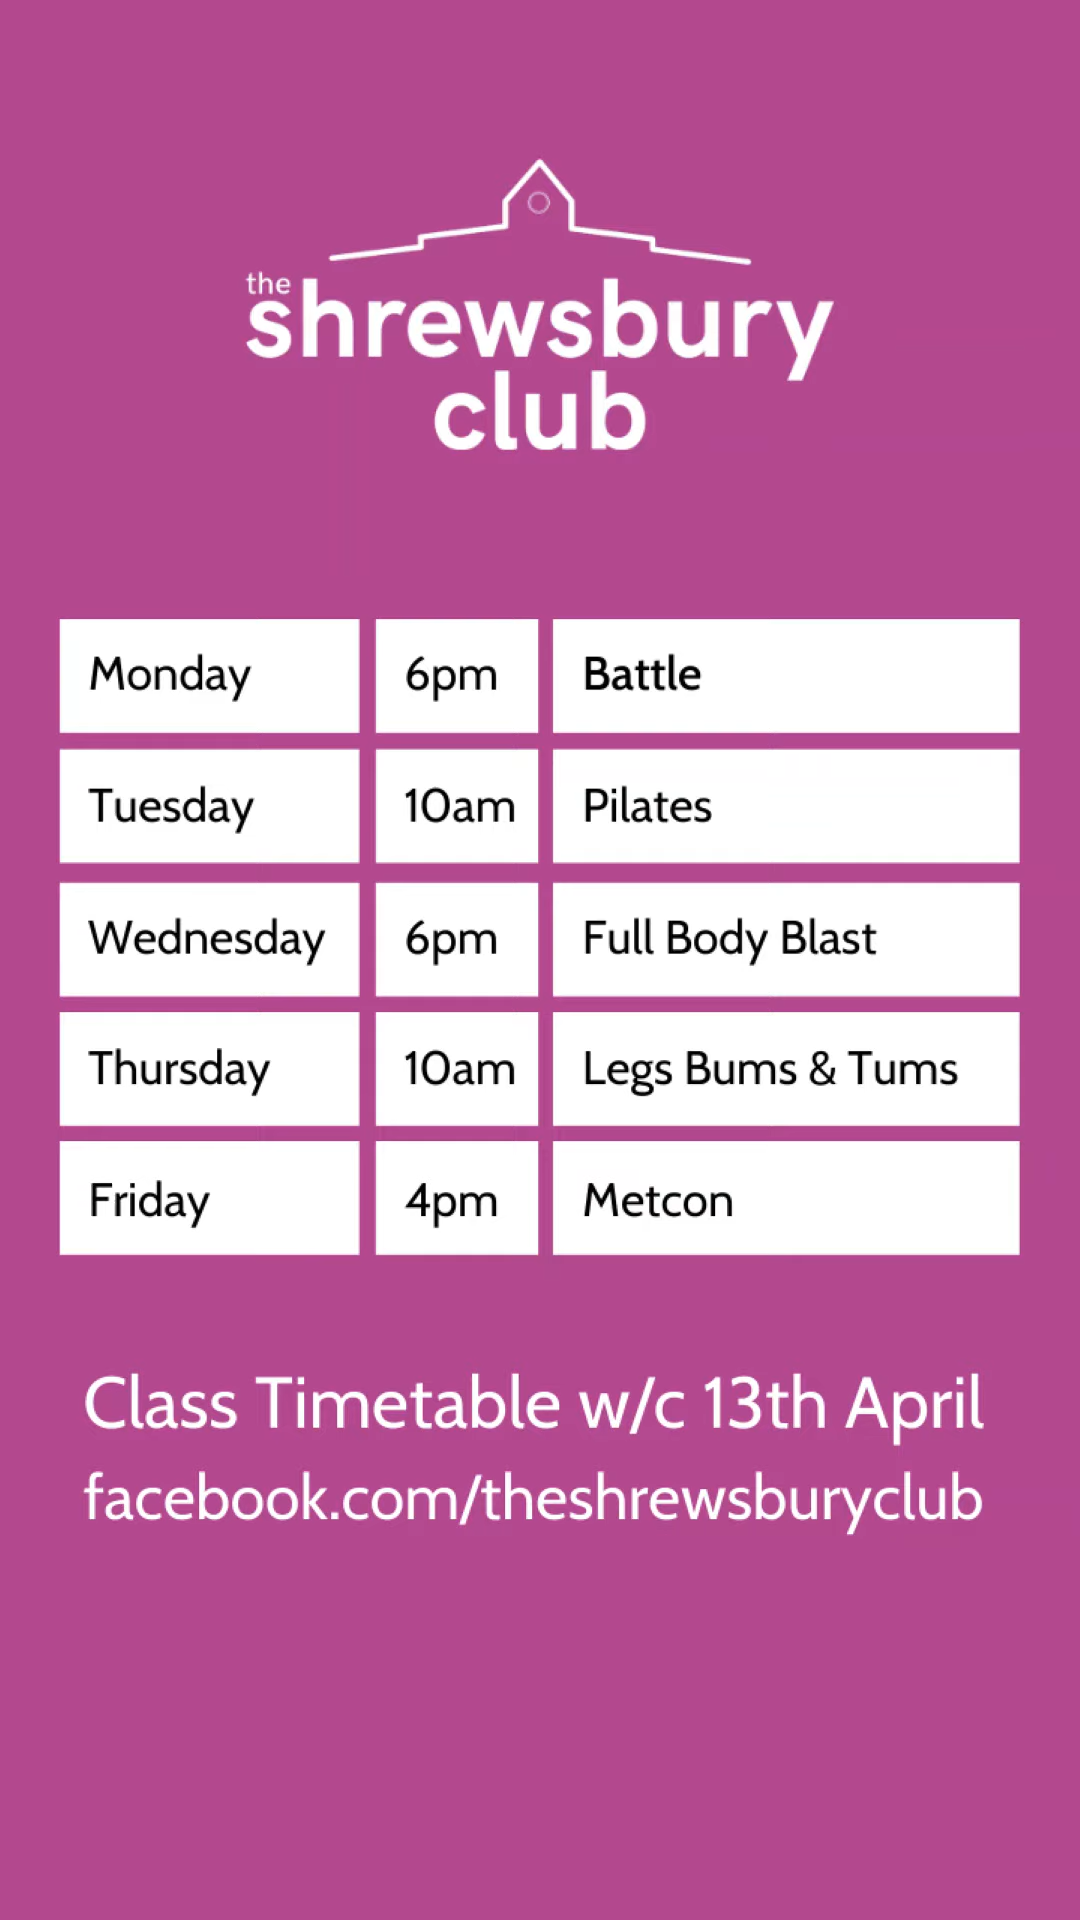 the
shrewsbury
club
Monday 6pm Battle
Tuesday 10am Pilates
Wednesday 6pm Full Body Blast
Thursday 10am Legs Bums & Tums
Friday 4pm Metcon
Class Timetable w/c 13th April
facebook.com/theshrewsburyclub